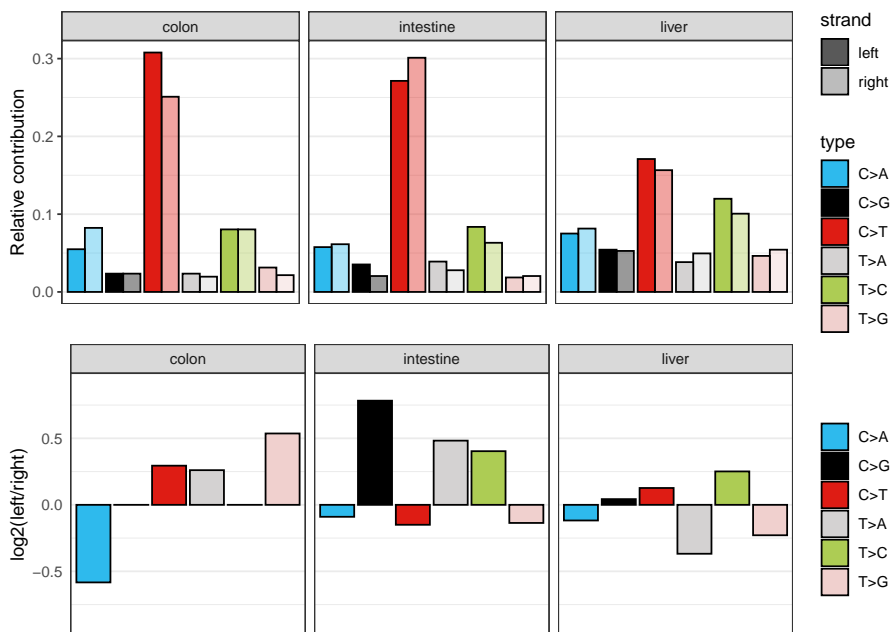 colon
intestine
liver
Relative contribution
0.3
0.2
0.1
0.0
strand
left
right
type
C>A
C>G
C>T
T>A
T>C
T>G
colon
intestine
liver
log2(left/right)
0.5
0.0
−0.5
C>A
C>G
C>T
T>A
T>C
T>G